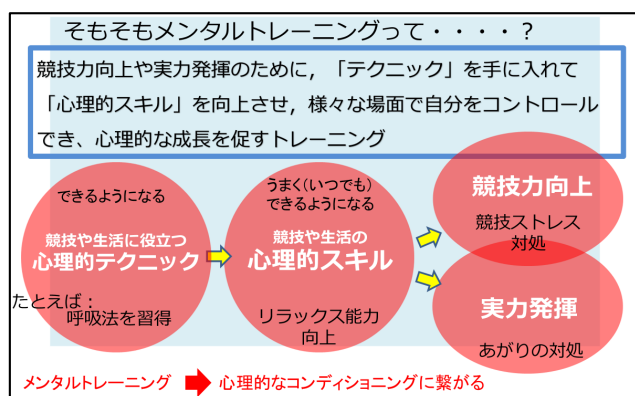 そもそもメンタルトレーニングって・・・・？
競技力向上や実力発揮のために，「テクニック」を手に入れて
「心理的スキル」を向上させ，様々な場面で自分をコントロール
でき、心理的な成長を促すトレーニング
できるようになる
競技や生活に役立つ
心理的テクニック
たとえば：
呼吸法を習得
うまく(いつでも)
できるようになる
競技や生活の
心理的スキル
リラックス能力
向上
競技力向上
競技ストレス
対処
実力発揮
あがりの対処
メンタルトレーニング 心理的なコンディショニングに繋がる